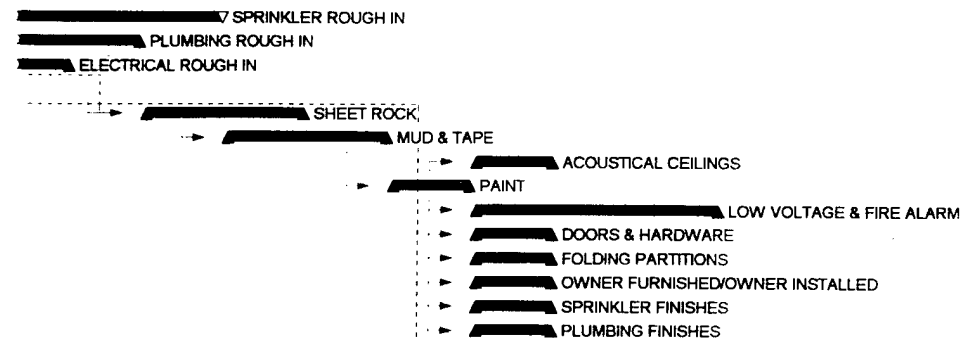 SPRINKLER ROUGH IN
PLUMBING ROUGH IN
ELECTRICAL ROUGH IN
SHEET ROCK
MUD & TAPE
ACOUSTICAL CEILINGS
PAINT
LOW VOLTAGE & FIRE ALARM
DOORS & HARDWARE
FOLDING PARTITIONS
OWNER FURNISHED/OWNER INSTALLED
SPRINKLER FINISHES
PLUMBING FINISHES